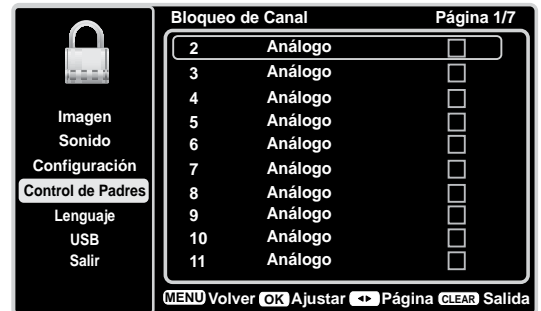 Bloqueo de Canal Página 1/7
2 Análogo
3 Análogo
4 Análogo
5 Análogo
6 Análogo
7 Análogo
8 Análogo
9 Análogo
10 Análogo
11 Análogo
Imagen
Sonido
Configuración
Control de Padres
Lenguaje
USB
Salir
MENU Volver OK Ajustar ◄► Página CLEAR Salida